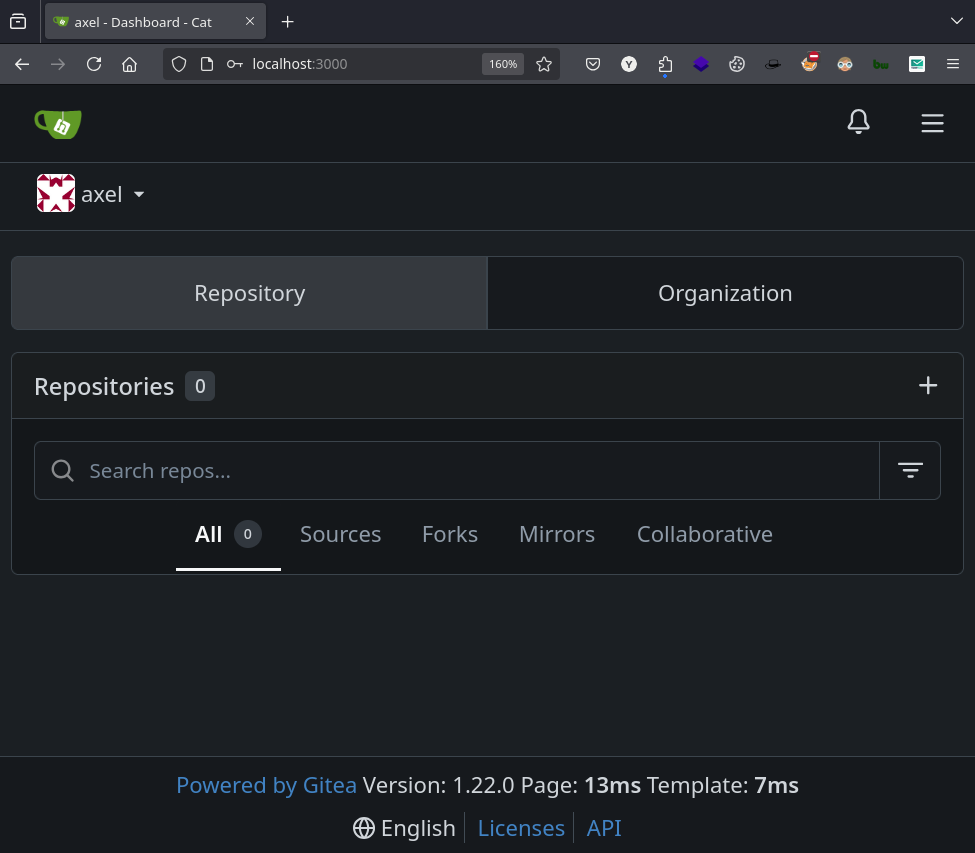 axel - Dashboard - Cat
localhost:3000
160%
axel
Repository
Organization
Repositories 0
Search repos...
All 0 Sources Forks Mirrors Collaborative
Powered by Gitea Version: 1.22.0 Page: 13ms Template: 7ms
English Licenses API